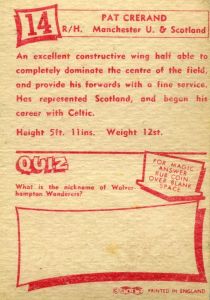 14
PAT CRERAND
R/H. Manchester U. & Scotland
An excellent constructive wing half able to
completely dominate the centre of the field,
and provide his forwards with a fine service.
Has represented Scotland, and began his
career with Celtic.
Height 5ft. 11ins. Weight 12st.
QUIZ
What is the nickname of Wolver-
hampton Wanderers?
FOR MAGIC
ANSWER
RUB COIN
OVER BLANK
SPACE
PRINTED IN ENGLAND